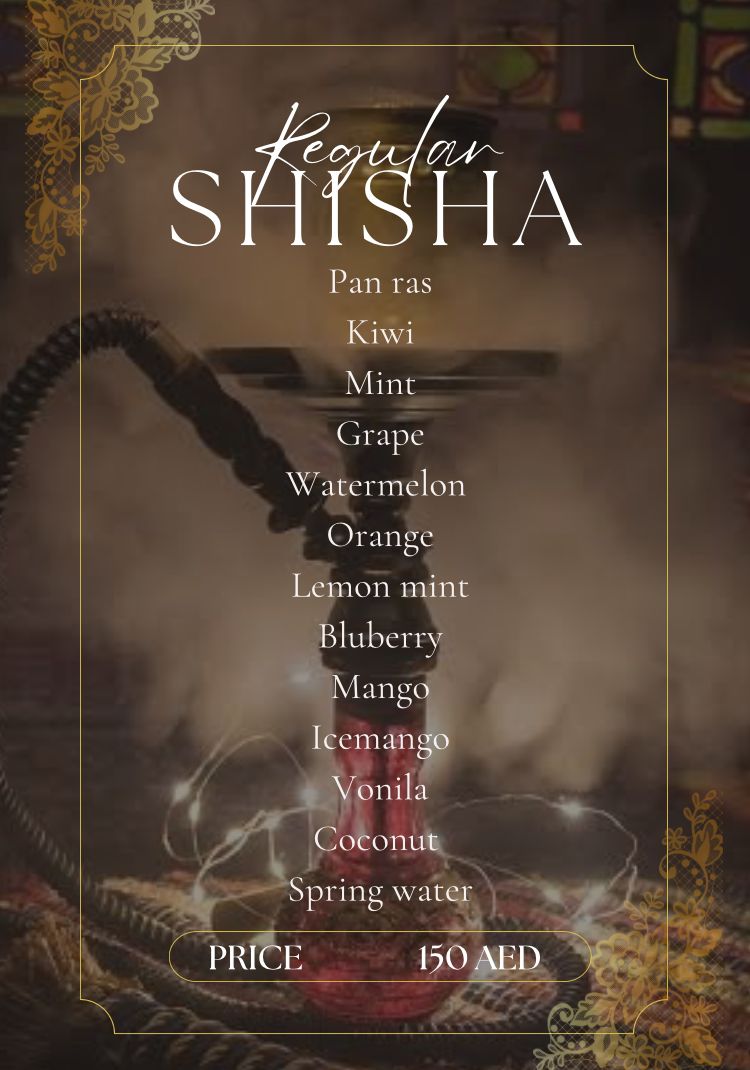 Regular
SHISHA
Pan ras
Kiwi
Mint
Grape
Watermelon
Orange
Lemon mint
Bluberry
Mango
Icemango
Vonila
Coconut
Spring water
PRICE 150 AED